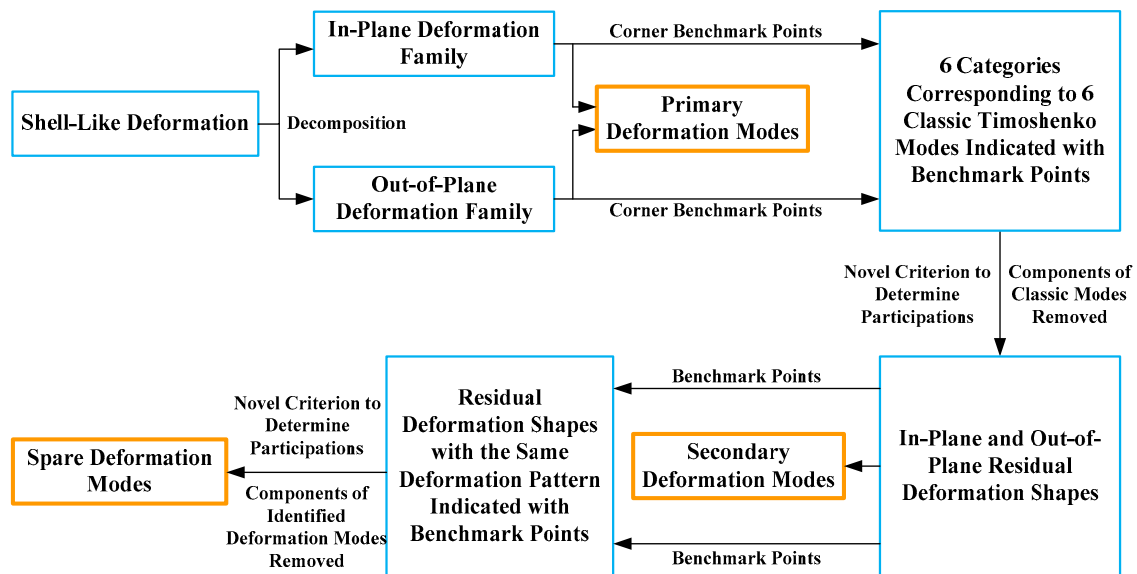 Shell-Like Deformation
Decomposition
In-Plane Deformation
Family
Out-of-Plane
Deformation Family
Corner Benchmark Points
Primary
Deformation Modes
Corner Benchmark Points
6 Categories
Corresponding to 6
Classic Timoshenko
Modes Indicated with
Benchmark Points
Novel Criterion to
Determine
Participations
Components of
Classic Modes
Removed
In-Plane and Out-of-
Plane Residual
Deformation Shapes
Benchmark Points
Secondary
Deformation Modes
Benchmark Points
Residual
Deformation Shapes
with the Same
Deformation Pattern
Indicated with
Benchmark Points
Novel Criterion to
Determine
Participations
Components of
Identified
Deformation Modes
Removed
Spare Deformation
Modes